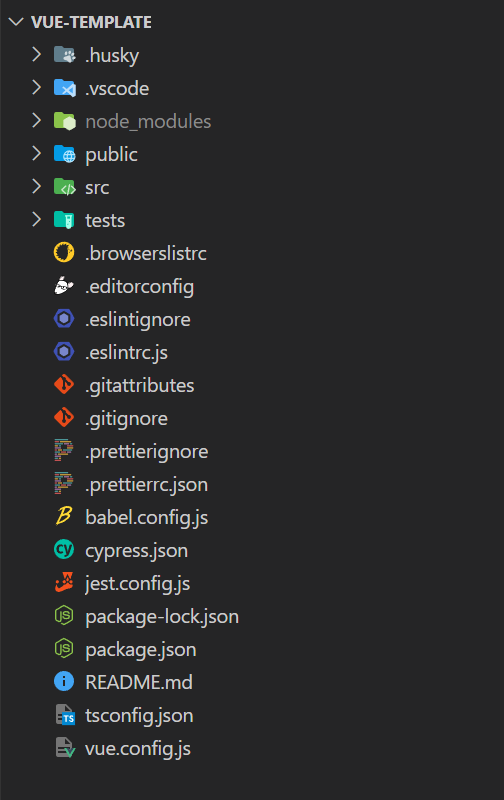 VUE-TEMPLATE
.husky
.vscode
node_modules
public
src
tests
.browserslistrc
.editorconfig
.eslintignore
.eslintrc.js
.gitattributes
.gitignore
.prettierignore
.prettierrc.json
babel.config.js
cypress.json
jest.config.js
package-lock.json
package.json
README.md
tsconfig.json
vue.config.js